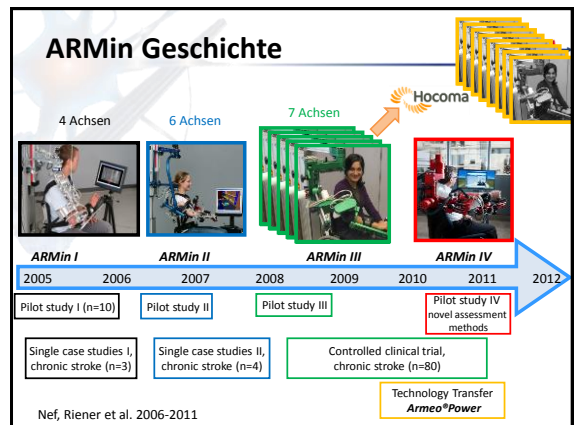 ARMin Geschichte
Hocoma
4 Achsen
6 Achsen
7 Achsen
ARMin I
ARMin II
ARMin III
ARMin IV
2005
2006
2007
2008
2009
2010
2011
2012
Pilot study I (n=10)
Pilot study II
Pilot study III
Pilot study IV
novel assessment
methods
Single case studies I,
chronic stroke (n=3)
Single case studies II,
chronic stroke (n=4)
Controlled clinical trial,
chronic stroke (n=80)
Technology Transfer
Armeo®Power
Nef, Riener et al. 2006-2011